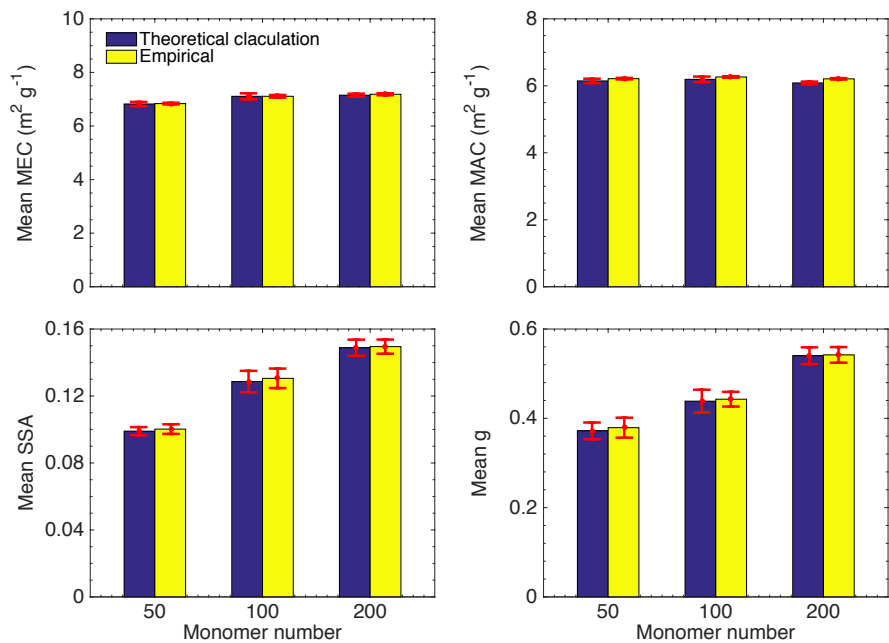 10
8
6
4
2
0
Mean MEC (m² g⁻¹)
Theoretical claculation
Empirical
8
6
4
2
0
Mean MAC (m² g⁻¹)
0.16
0.12
0.08
0.04
0
Mean SSA
50 100 200
Monomer number
0.6
0.4
0.2
0
Mean g
50 100 200
Monomer number